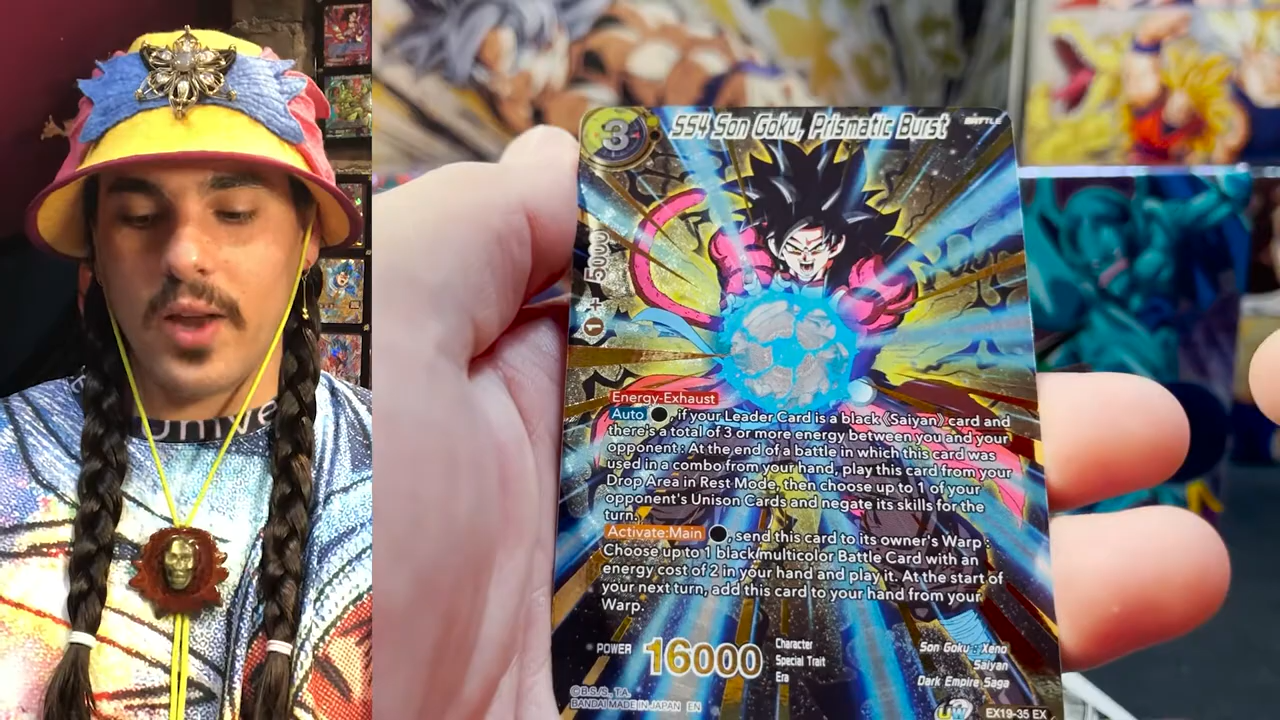 3
SS4 Son Goku, Prismatic Burst
BATTLE
1 + 5000
Energy-Exhaust
Auto , if your Leader Card is a black 《Saiyan》 card and
there's a total of 3 or more energy between you and your
opponent : At the end of a battle in which this card was
used in a combo from your hand, play this card from your
Drop Area in Rest Mode, then choose up to 1 of your
opponent's Unison Cards and negate its skills for the
turn.
Activate:Main , send this card to its owner's Warp :
Choose up to 1 black multicolor Battle Card with an
energy cost of 2 in your hand and play it. At the start of
your next turn, add this card to your hand from your
Warp.
POWER 16000
Character Son Goku : Xeno
Special Trait Saiyan
Era Dark Empire Saga
©B.S./S., T.A.
BANDAI MADE IN JAPAN EN
UW
EX19-35 EX
Unive